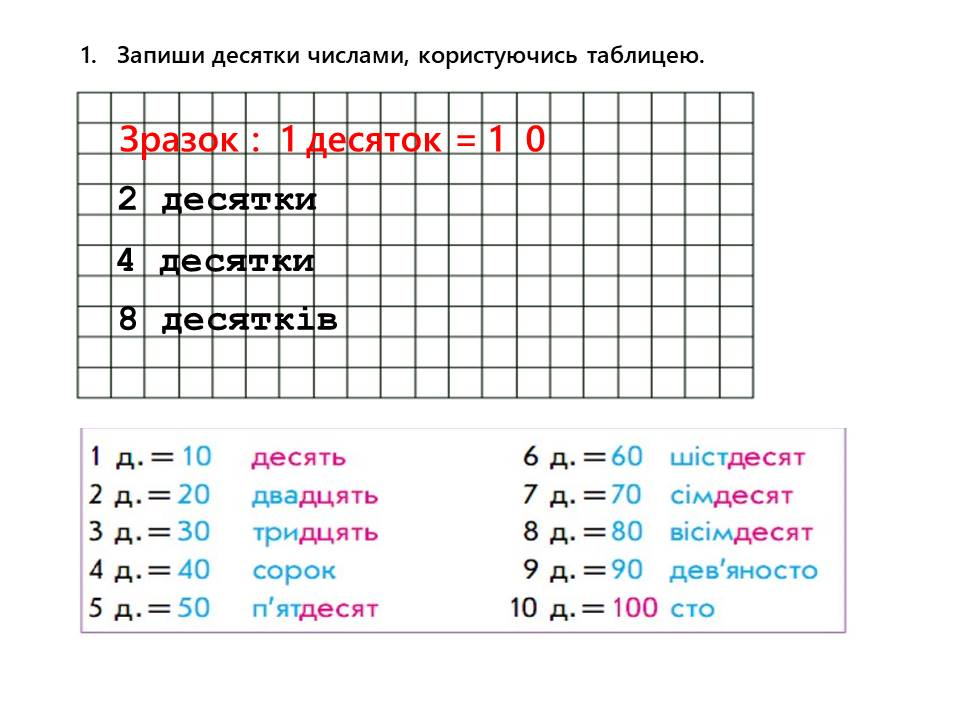 1. Запиши десятки числами, користуючись таблицею.
Зразок : 1 десяток = 1 0
2 десятки
4 десятки
8 десятків
1 д. = 10 десять 6 д. = 60 шістдесят
2 д. = 20 двадцять 7 д. = 70 сімдесят
3 д. = 30 тридцять 8 д. = 80 вісімдесят
4 д. = 40 сорок 9 д. = 90 дев'яносто
5 д. = 50 п'ятдесят 10 д. = 100 сто